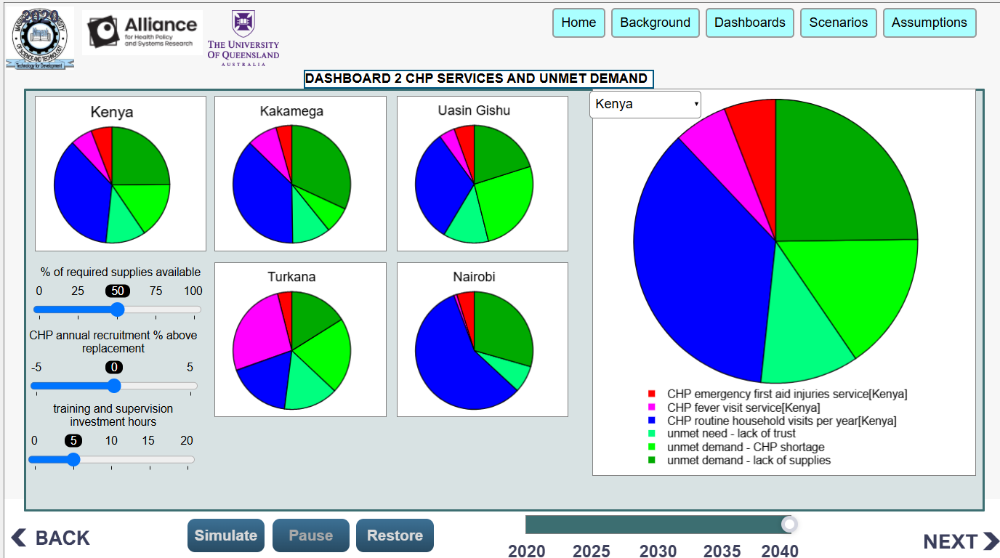 2020
Technology for Development
Alliance
for Health Policy
and Systems Research
THE UNIVERSITY
OF QUEENSLAND
AUSTRALIA
Home
Background
Dashboards
Scenarios
Assumptions
DASHBOARD 2 CHP SERVICES AND UNMET DEMAND
Kenya
Kakamega
Uasin Gishu
Kenya
% of required supplies available
0 25 50 75 100
CHP annual recruitment % above
replacement
-5 0 5
training and supervision
investment hours
0 5 10 15 20
Turkana
Nairobi
CHP emergency first aid injuries service[Kenya]
CHP fever visit service[Kenya]
CHP routine household visits per year[Kenya]
unmet need - lack of trust
unmet demand - CHP shortage
unmet demand - lack of supplies
BACK
Simulate
Pause
Restore
2020 2025 2030 2035 2040
NEXT